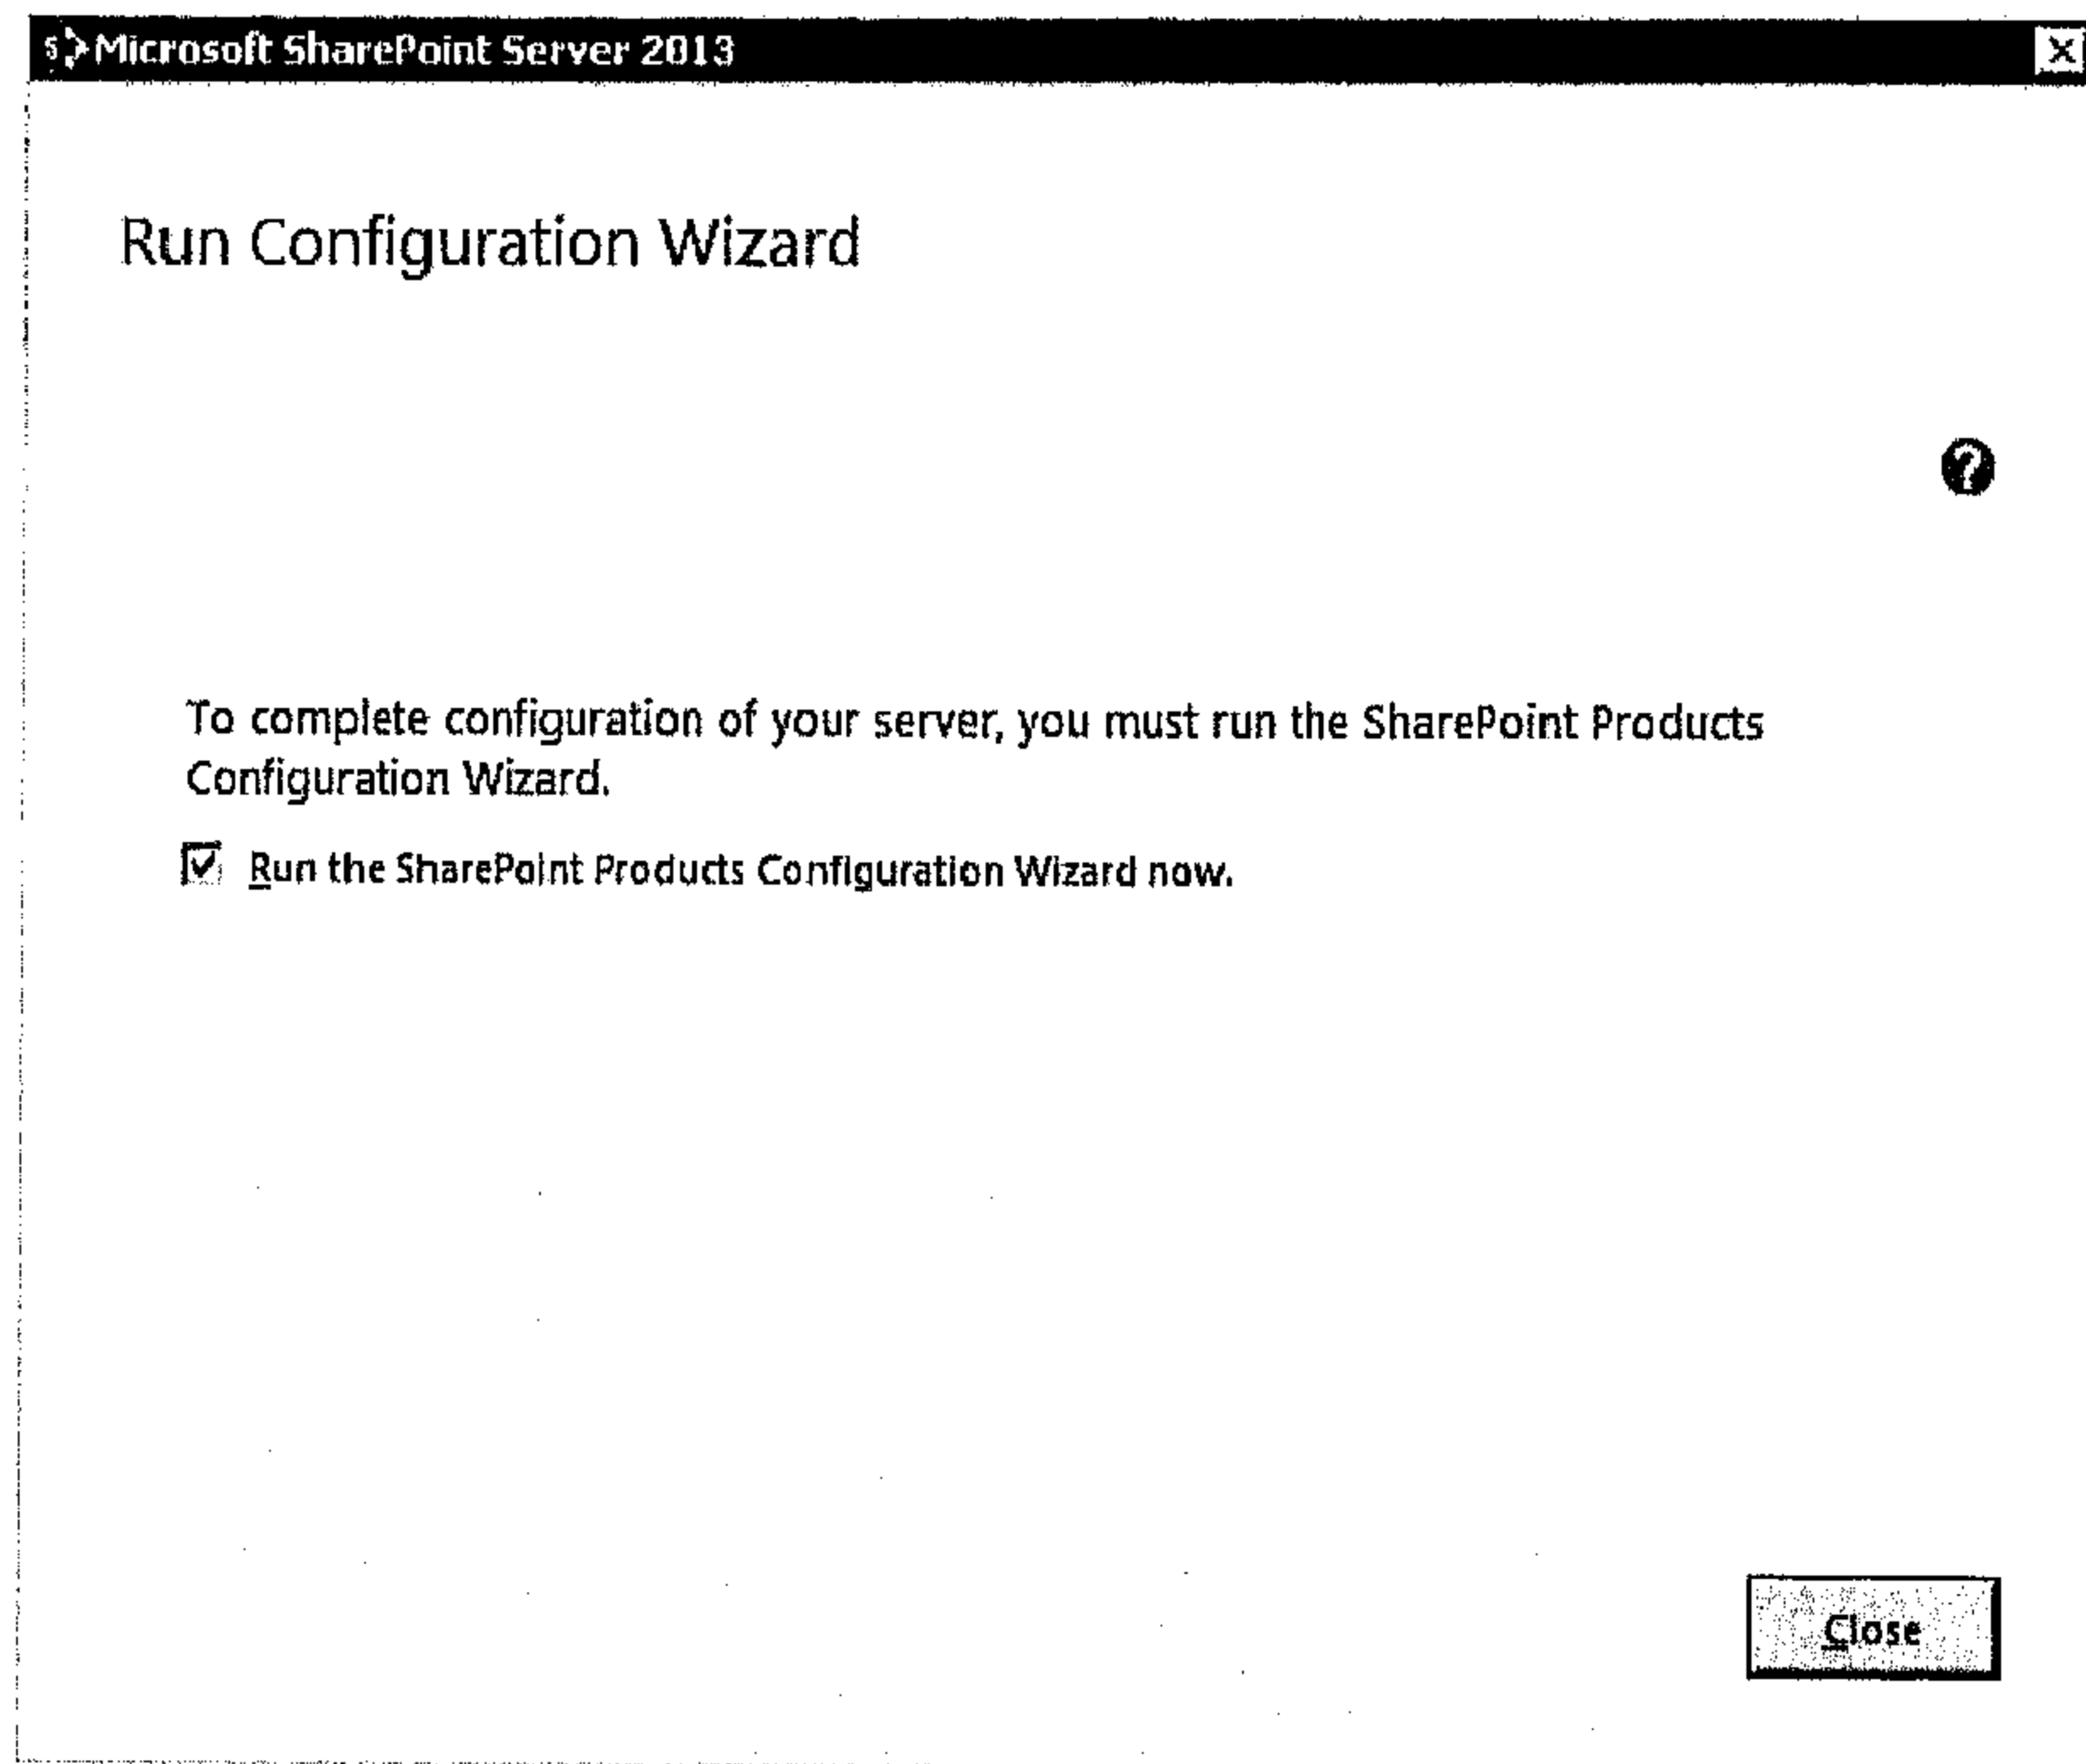 Microsoft SharePoint Server 2013
Run Configuration Wizard
?
To complete configuration of your server, you must run the SharePoint Products
Configuration Wizard.
Run the SharePoint Products Configuration Wizard now.
Close